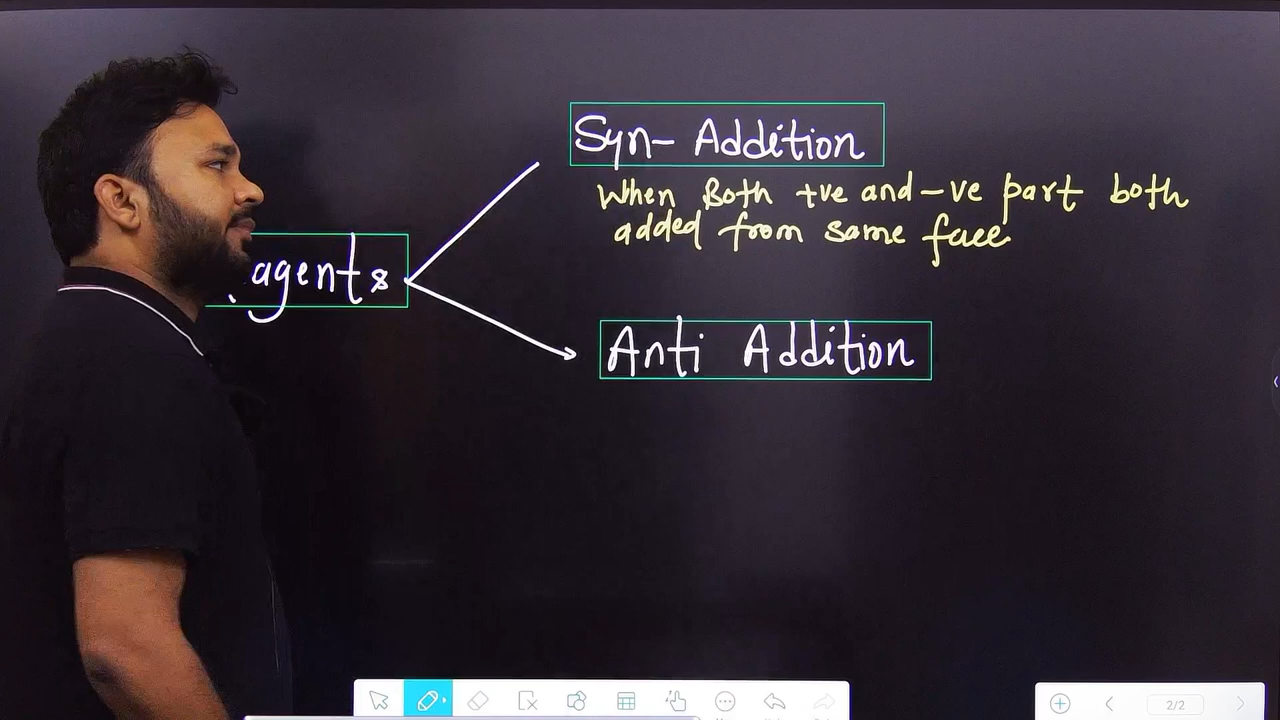 Syn- Addition
When Both +ve and -ve part both
added from same face
agents
Anti Addition
2/2